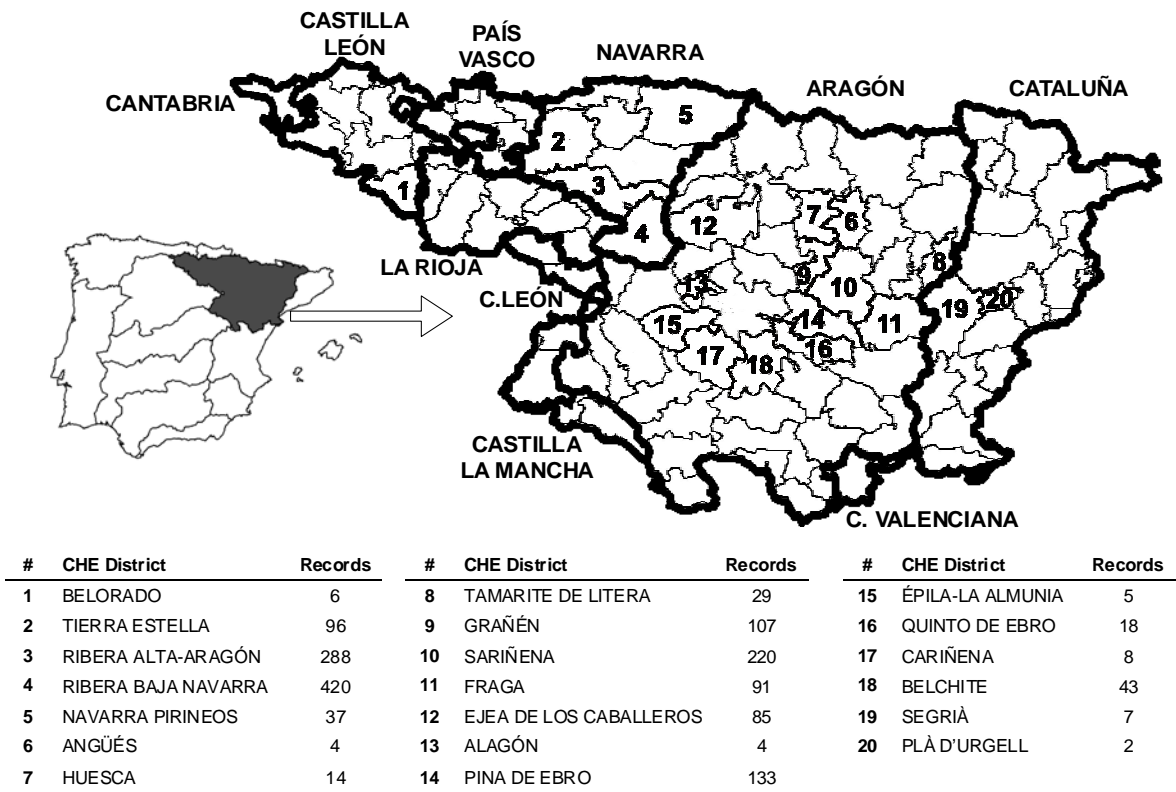 CASTILLA
LEÓN
PAÍS
VASCO
NAVARRA
CANTABRIA
ARAGÓN
CATALUÑA
5
2
1
3
7
6
12
4
LA RIOJA
8
9
13
10
C.LEÓN
19
20
15
14
11
17
16
18
CASTILLA
LA MANCHA
C. VALENCIANA
# CHE District Records
1 BELORADO 6
2 TIERRA ESTELLA 96
3 RIBERA ALTA-ARAGÓN 288
4 RIBERA BAJA NAVARRA 420
5 NAVARRA PIRINEOS 37
6 ANGÜÉS 4
7 HUESCA 14
# CHE District Records
8 TAMARITE DE LITERA 29
9 GRAÑÉN 107
10 SARIÑENA 220
11 FRAGA 91
12 EJEA DE LOS CABALLEROS 85
13 ALAGÓN 4
14 PINA DE EBRO 133
# CHE District Records
15 ÉPILA-LA ALMUNIA 5
16 QUINTO DE EBRO 18
17 CARIÑENA 8
18 BELCHITE 43
19 SEGRIÀ 7
20 PLÀ D'URGELL 2